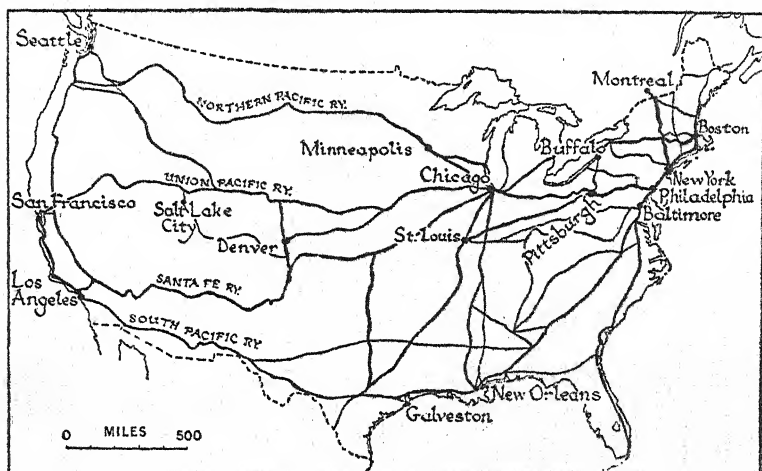 Seattle
Montreal
NORTHERN PACIFIC RY.
Boston
Minneapolis
Buffalo
Chicago
UNION PACIFIC RY.
New York
San Francisco
Philadelphia
Salt Lake
City
Baltimore
Pittsburgh
Denver
St. Louis
Los
Angeles
SANTA FE RY.
SOUTH PACIFIC RY.
New Orleans
Galveston
0 MILES 500